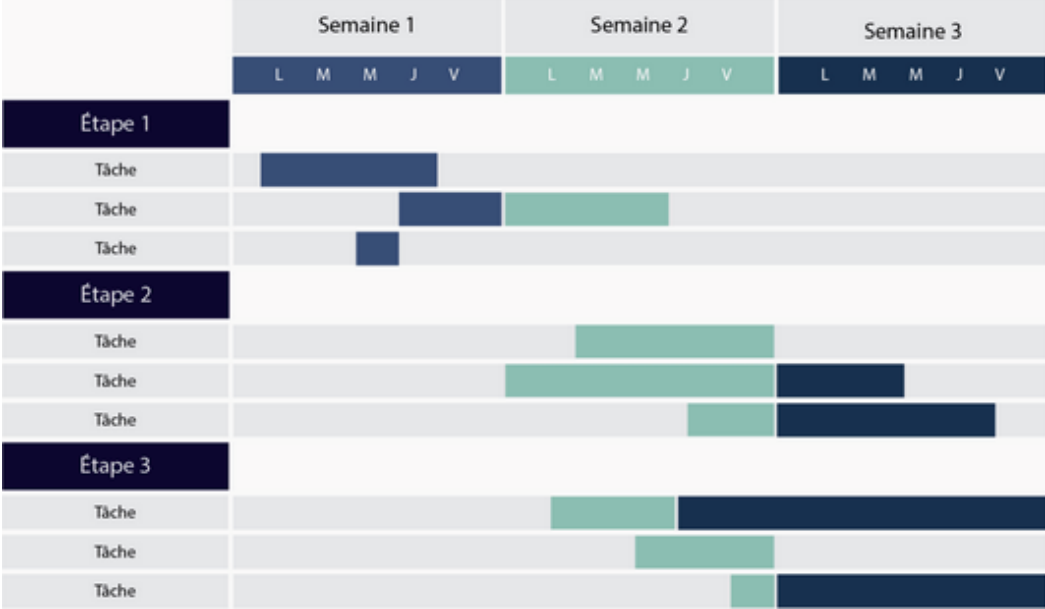 Semaine 1 Semaine 2 Semaine 3
L M M J V L M M J V L M M J V
Étape 1
Tâche
Tâche
Tâche
Étape 2
Tâche
Tâche
Tâche
Étape 3
Tâche
Tâche
Tâche